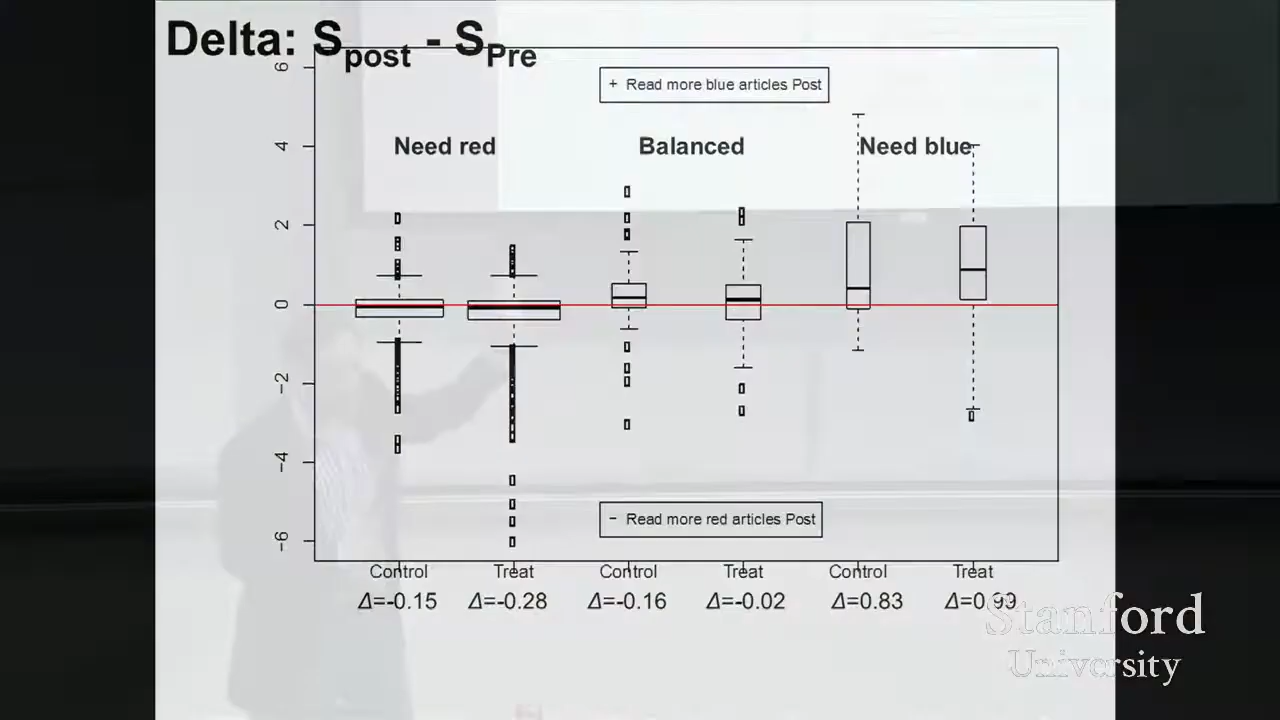 Delta: Spost - SPre
+ Read more blue articles Post
Need red Balanced Need blue
6
4
2
0
−2
−4
−6
− Read more red articles Post
Control Treat Control Treat Control Treat
Δ=-0.15 Δ=-0.28 Δ=-0.16 Δ=-0.02 Δ=0.83 Δ=0.99
Stanford
University